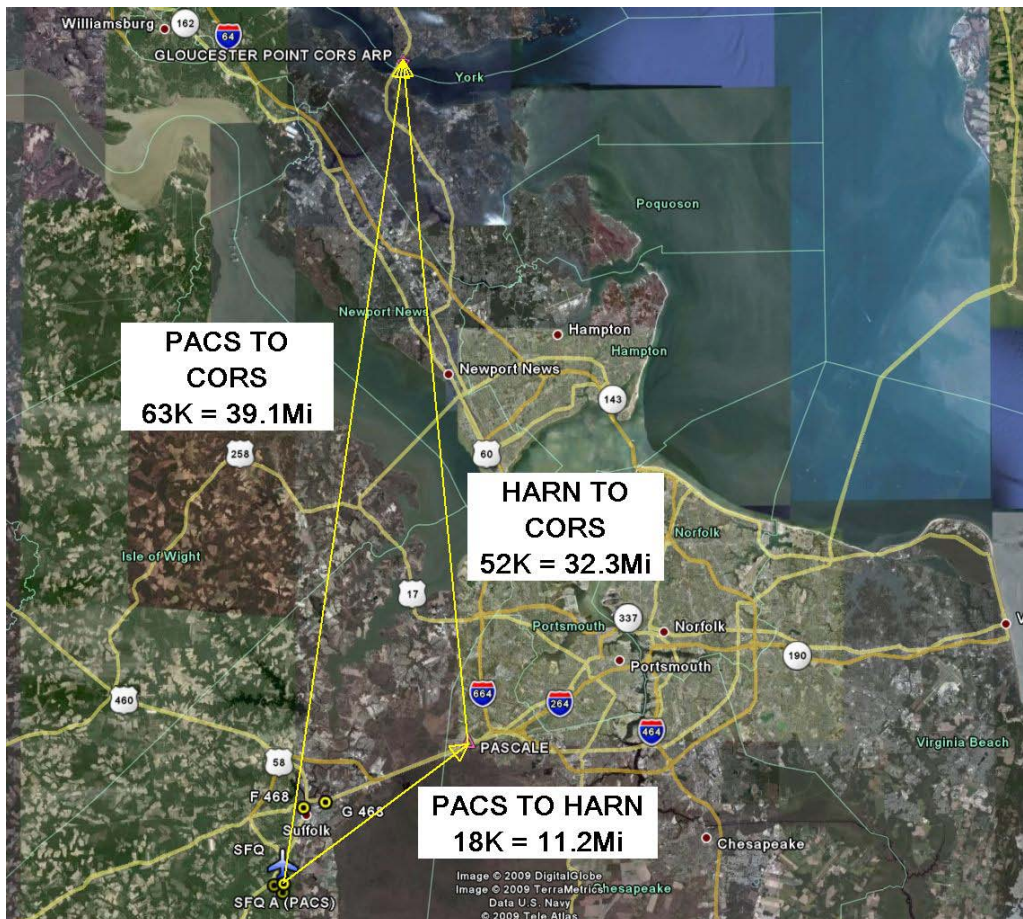 Williamsburg
162
64
GLOUCESTER POINT CORS ARP
York
Poquoson
Newport News
Hampton
Hampton
Newport News
143
PACS TO
CORS
63K = 39.1Mi
258
60
HARN TO
CORS
52K = 32.3Mi
Norfolk
Isle of Wight
17
337
Portsmouth
Norfolk
V
190
Portsmouth
460
664
264
464
PASCALE
Virginia Beach
58
F 468
G 468
Suffolk
PACS TO HARN
18K = 11.2Mi
Chesapeake
SFQ
SFQ A (PACS)
Image © 2009 DigitalGlobe
Image © 2009 TerraMetrics
Chesapeake
Data U.S. Navy
© 2009 Tele Atlas